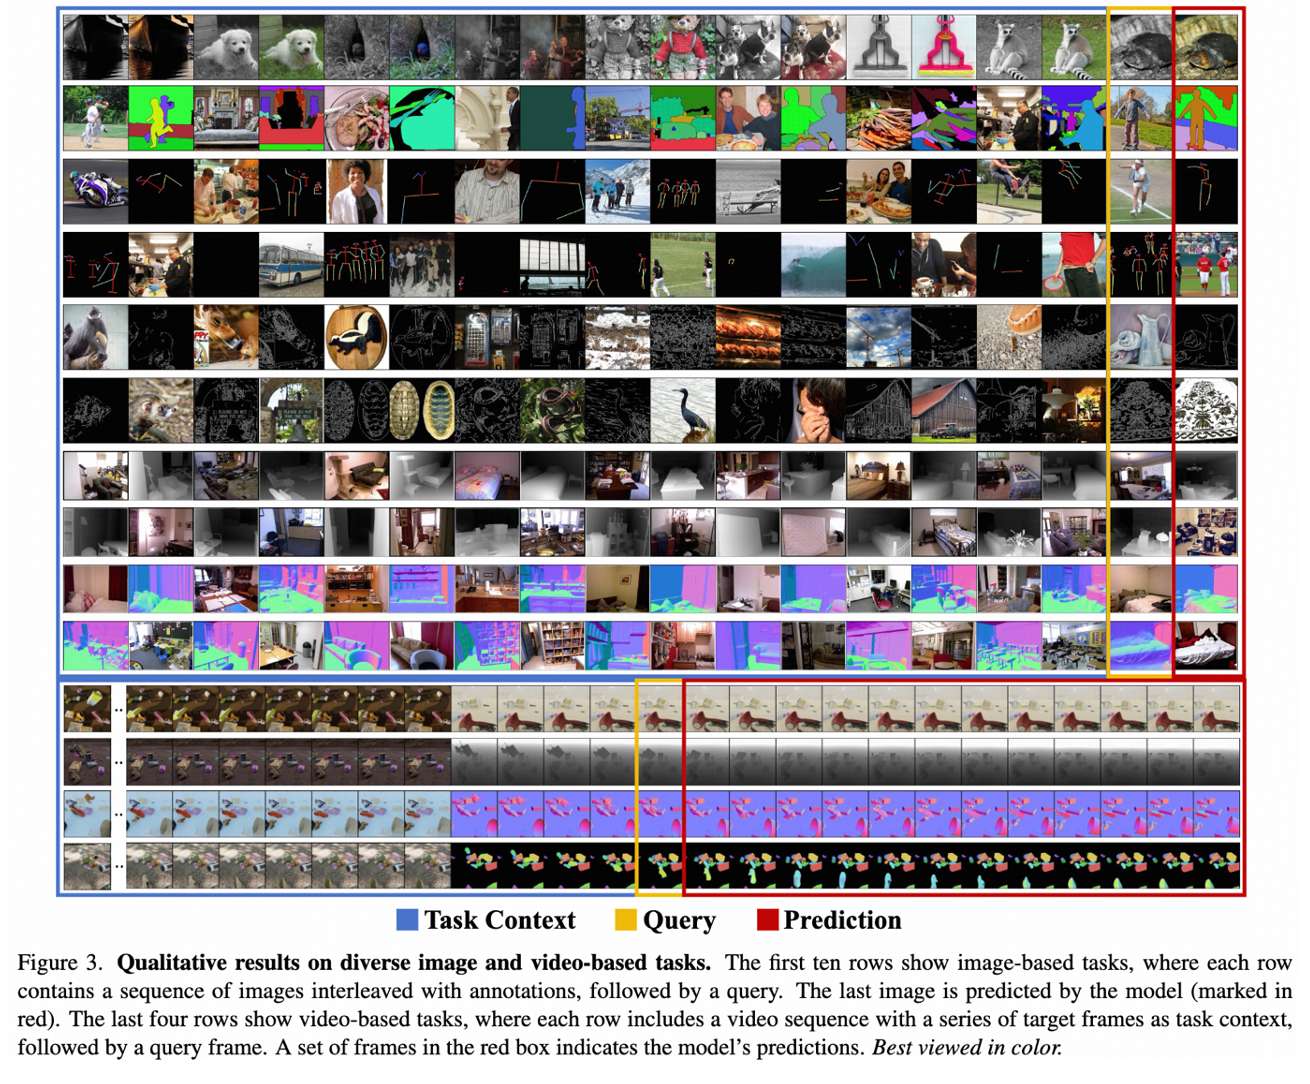 Task Context Query Prediction
Figure 3. Qualitative results on diverse image and video-based tasks. The first ten rows show image-based tasks, where each row
contains a sequence of images interleaved with annotations, followed by a query. The last image is predicted by the model (marked in
red). The last four rows show video-based tasks, where each row includes a video sequence with a series of target frames as task context,
followed by a query frame. A set of frames in the red box indicates the model's predictions. Best viewed in color.